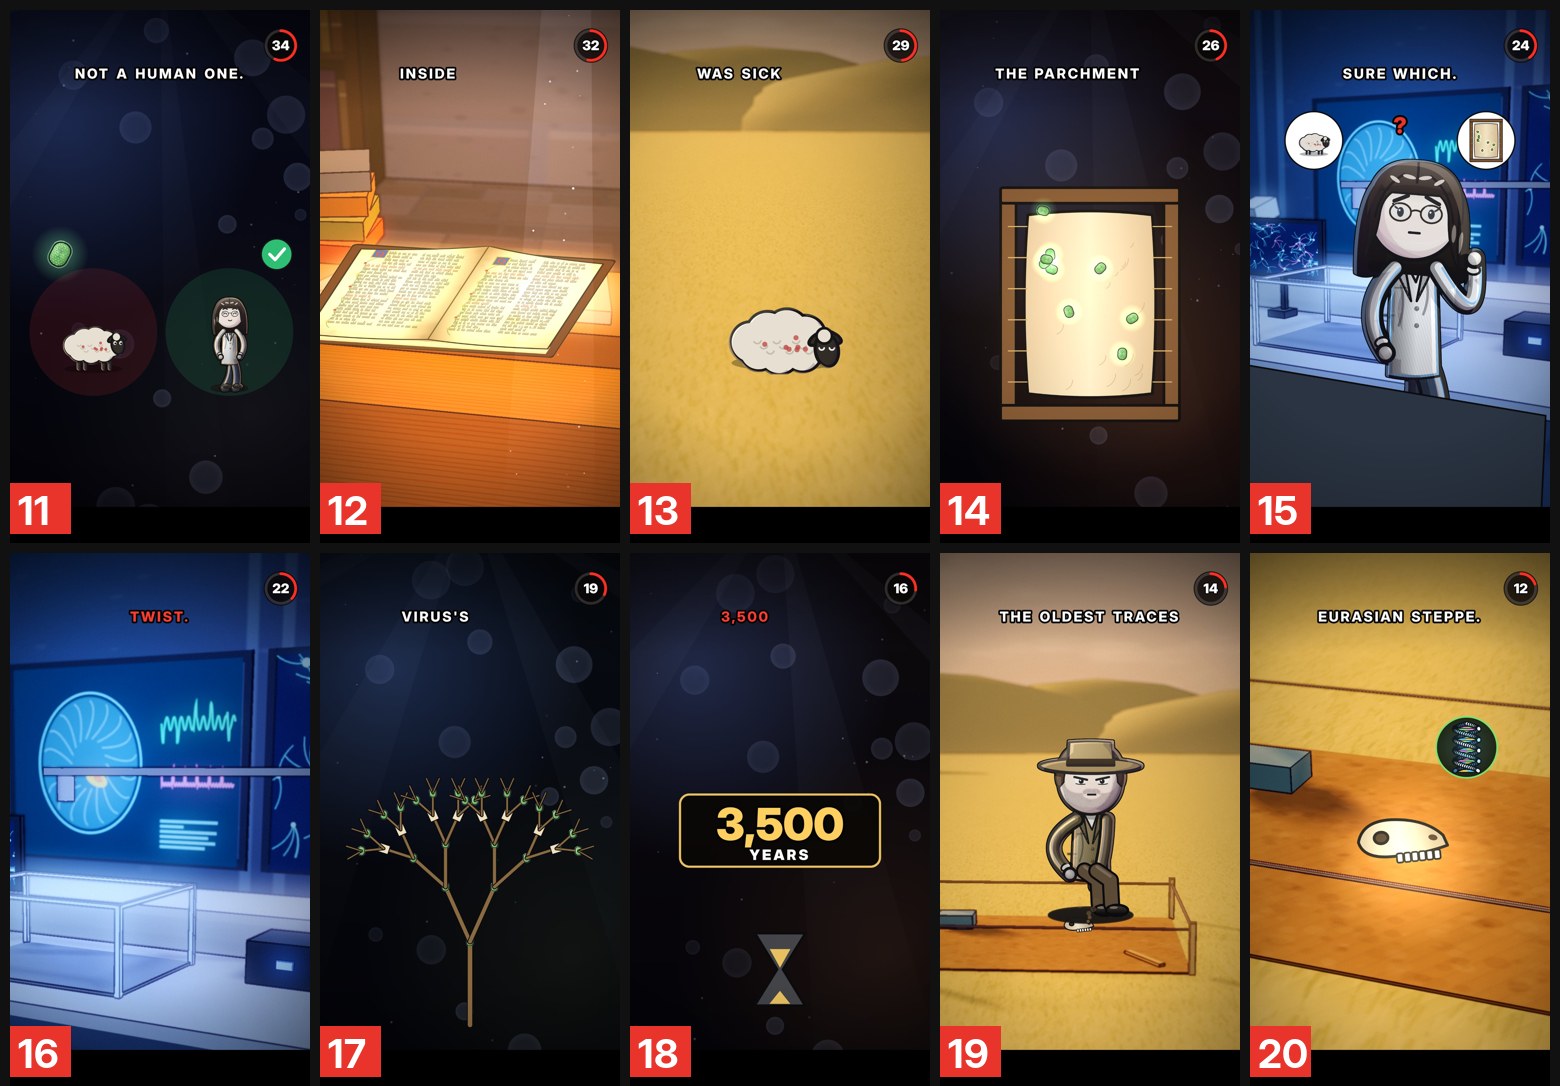 34
NOT A HUMAN ONE.
11
32
INSIDE
12
29
WAS SICK
13
26
THE PARCHMENT
14
24
SURE WHICH.
?
15
22
TWIST.
16
19
VIRUS'S
17
16
3,500
3,500
YEARS
18
14
THE OLDEST TRACES
19
12
EURASIAN STEPPE.
20